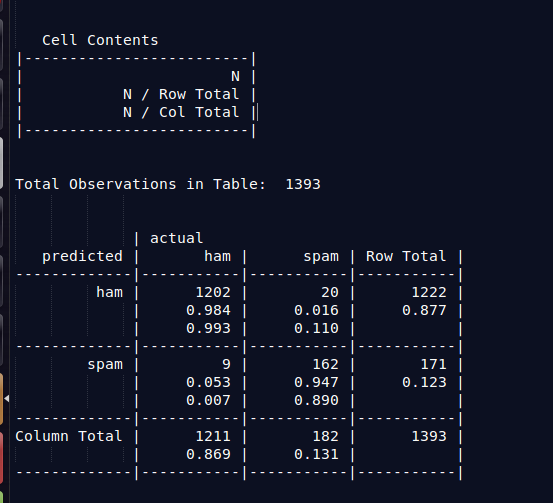 Cell Contents
|-------------------------|
|                       N |
|           N / Row Total |
|           N / Col Total |
|-------------------------|
Total Observations in Table:  1393
             | actual
   predicted |       ham |      spam | Row Total |
-------------|-----------|-----------|-----------|
         ham |      1202 |        20 |      1222 |
             |     0.984 |     0.016 |     0.877 |
             |     0.993 |     0.110 |           |
-------------|-----------|-----------|-----------|
        spam |         9 |       162 |       171 |
             |     0.053 |     0.947 |     0.123 |
             |     0.007 |     0.890 |           |
-------------|-----------|-----------|-----------|
Column Total |      1211 |       182 |      1393 |
             |     0.869 |     0.131 |           |
-------------|-----------|-----------|-----------|